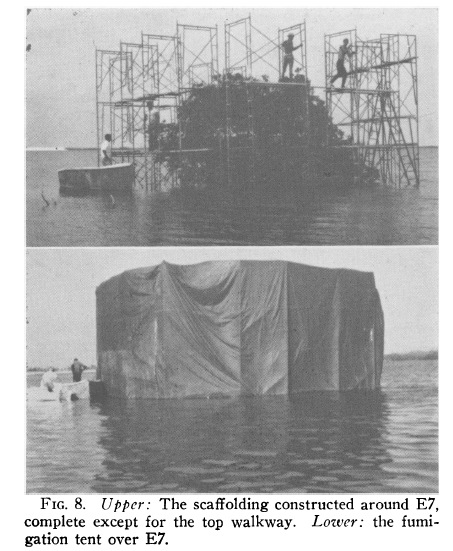 FIG. 8. Upper: The scaffolding constructed around E7,
complete except for the top walkway. Lower: the fumi-
gation tent over E7.